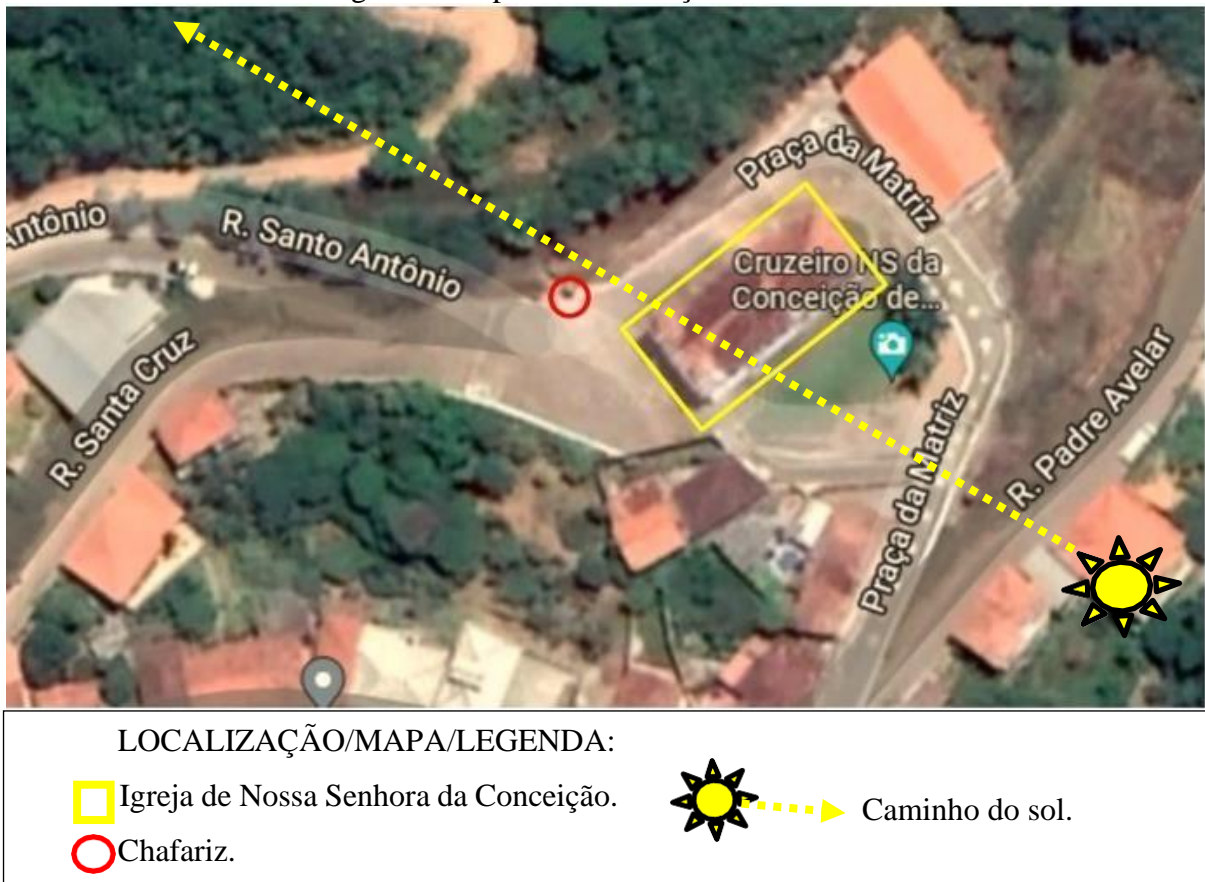 Praça da Matriz
ntônio
R. Santo Antônio
Cruzeiro NS da
Conceição de...
R. Santa Cruz
R. Padre Avelar
Praça da Matriz
LOCALIZAÇÃO/MAPA/LEGENDA:
Igreja de Nossa Senhora da Conceição.
Caminho do sol.
Chafariz.